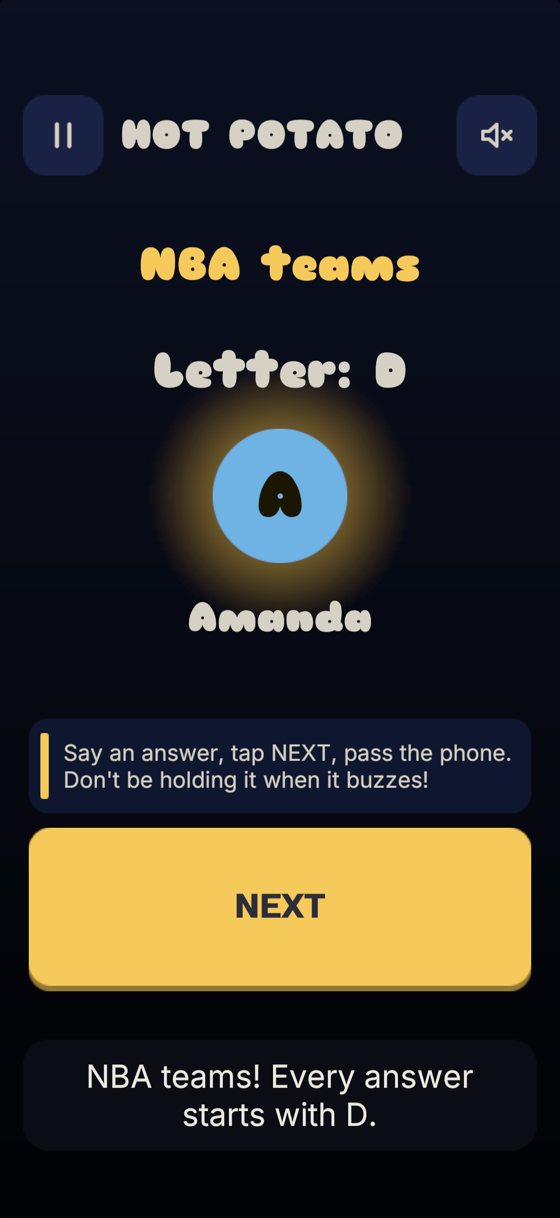 HOT POTATO
NBA teams
Letter: D
A
Amanda
Say an answer, tap NEXT, pass the phone.
Don't be holding it when it buzzes!
NEXT
NBA teams! Every answer
starts with D.